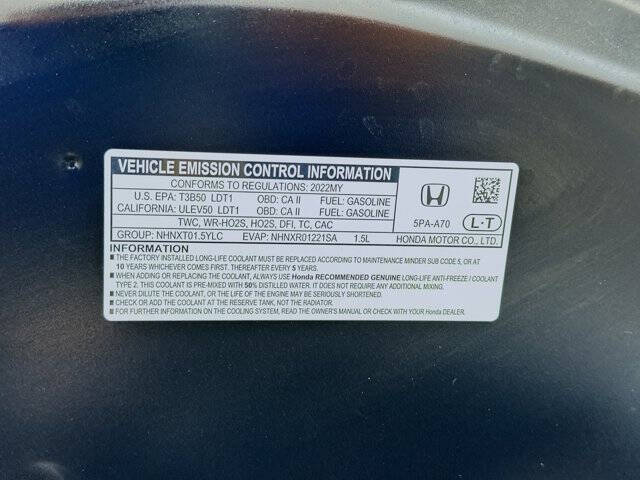 VEHICLE EMISSION CONTROL INFORMATION
CONFORMS TO REGULATIONS: 2022MY
U.S. EPA: T3B50 LDT1 OBD: CA II FUEL: GASOLINE
CALIFORNIA: ULEV50 LDT1 OBD: CA II FUEL: GASOLINE
TWC, WR-HO2S, HO2S, DFI, TC, CAC
GROUP: NHNXT01.5YLC EVAP: NHNXR01221SA 1.5L
5PA-A70
L·T
HONDA MOTOR CO., LTD.
INFORMATION
■ THE FACTORY INSTALLED LONG-LIFE COOLANT MUST BE REPLACED ACCORDING TO MAINTENANCE MINDER SUB CODE 5, OR AT
10 YEARS WHICHEVER COMES FIRST. THEREAFTER EVERY 5 YEARS.
■ WHEN ADDING OR REPLACING THE COOLANT, ALWAYS USE Honda RECOMMENDED GENUINE LONG-LIFE ANTI-FREEZE / COOLANT
TYPE 2. THIS COOLANT IS PRE-MIXED WITH 50% DISTILLED WATER. IT DOES NOT REQUIRE ANY ADDITIONAL MIXING.
■ NEVER DILUTE THE COOLANT, OR THE LIFE OF THE ENGINE MAY BE SERIOUSLY SHORTENED.
■ CHECK OR ADD THE COOLANT AT THE RESERVE TANK, NOT THE RADIATOR.
■ FOR FURTHER INFORMATION ON THE COOLING SYSTEM, READ THE OWNER'S MANUAL OR CHECK WITH YOUR Honda DEALER.